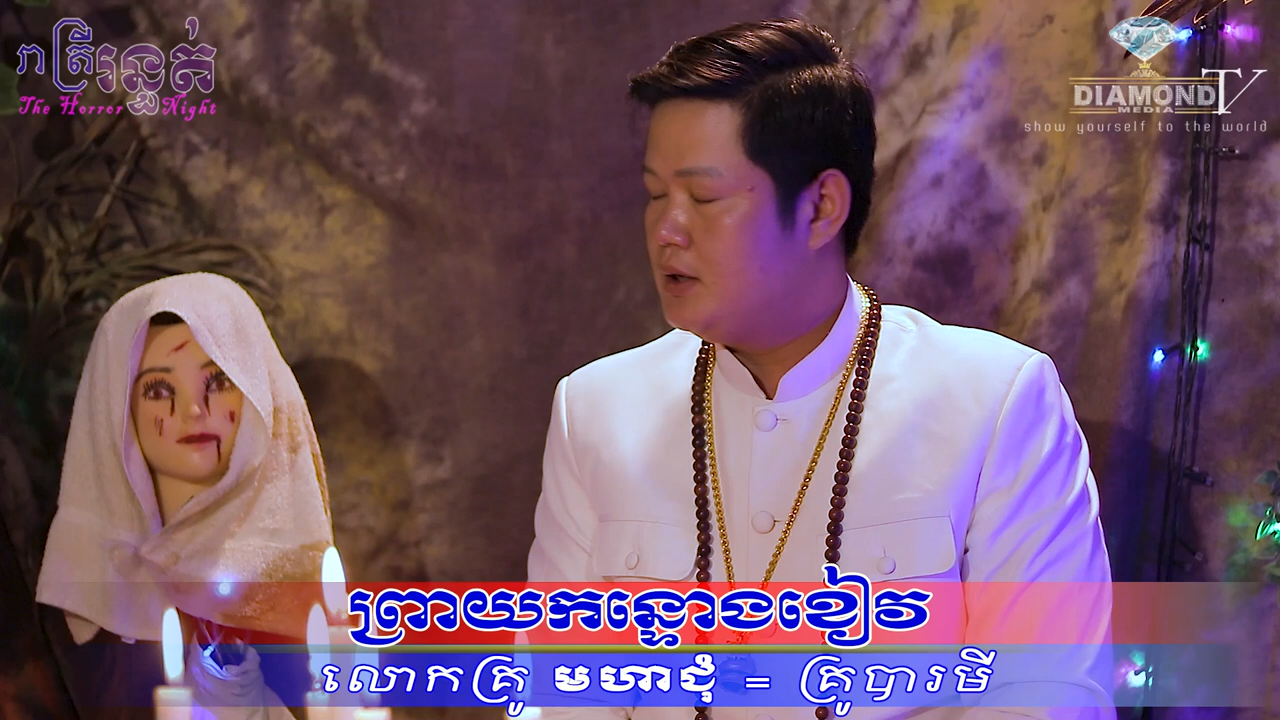 រាត្រីរន្ធត់
The Horror Night
DIAMOND TV
MEDIA
show yourself to the world
ព្រាយកន្ទោងខៀវ
លោកគ្រូ មហាជុំ = គ្រូបារមី